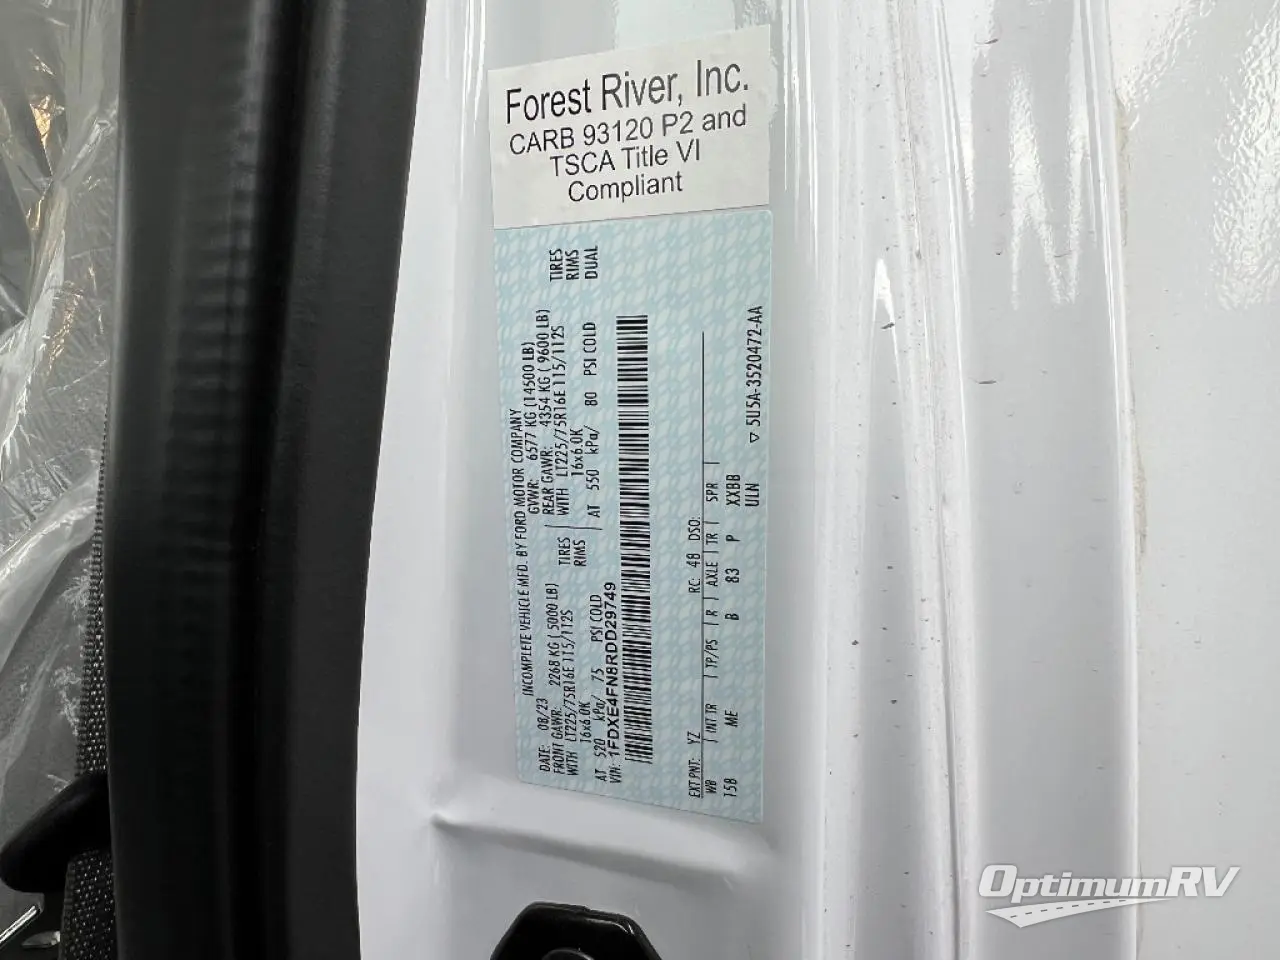 Forest River, Inc.
CARB 93120 P2 and
TSCA Title VI
Compliant
INCOMPLETE VEHICLE MFD. BY FORD MOTOR COMPANY
DATE: 08/23 GVWR: 6577 KG (14500 LB)
FRONT GAWR: 2268 KG ( 5000 LB) REAR GAWR: 4354 KG ( 9600 LB)
WITH LT225/75R16E 115/112S TIRES WITH LT225/75R16E 115/112S TIRES
16x6.0K RIMS 16x6.0K RIMS
AT 520 kPa/ 75 PSI COLD AT 550 kPa/ 80 PSI COLD DUAL
VIN: 1FDXE4FN8RDD29749
EXT PNT: YZ RC: 48 DSO:
WB INT TR TP/PS R AXLE TR SPR
158 ME B 83 P XXBB
ULN
▽ 5U5A-3520472-AA
OptimumRV